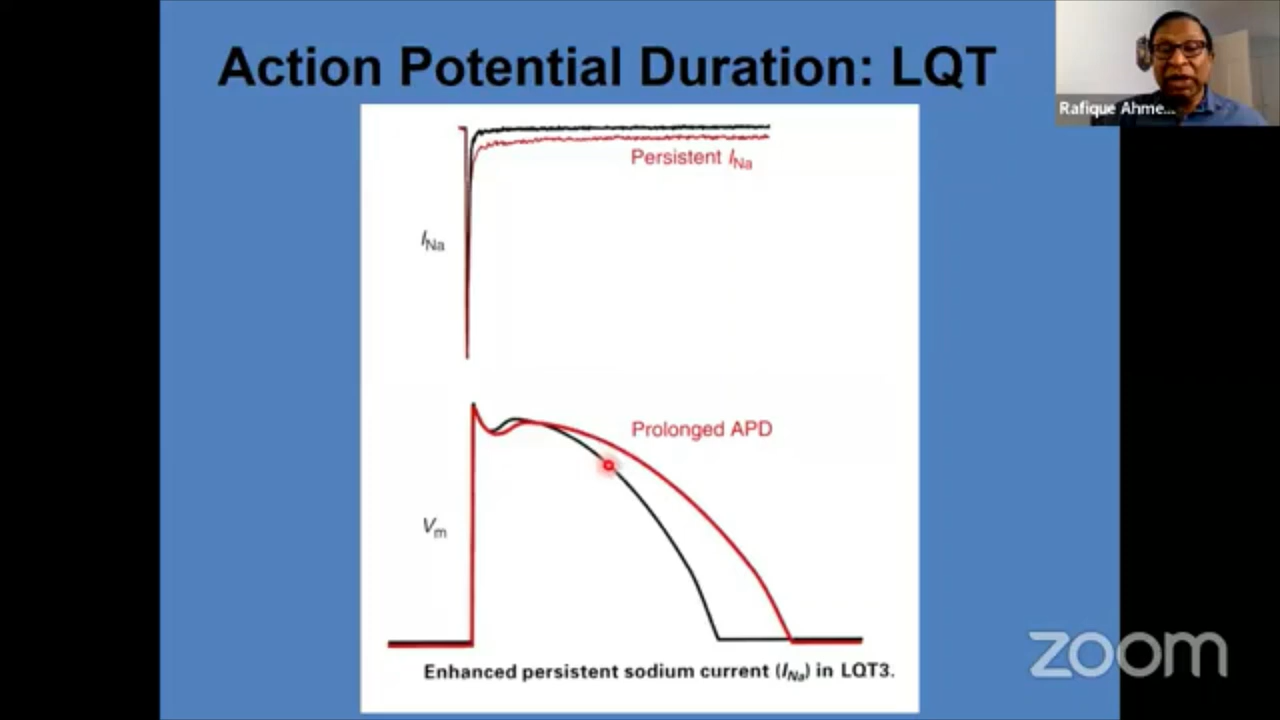 Action Potential Duration: LQT
Rafique Ahme...
Persistent INa
INa
Prolonged APD
Vm
Enhanced persistent sodium current (INa) in LQT3.
zoom